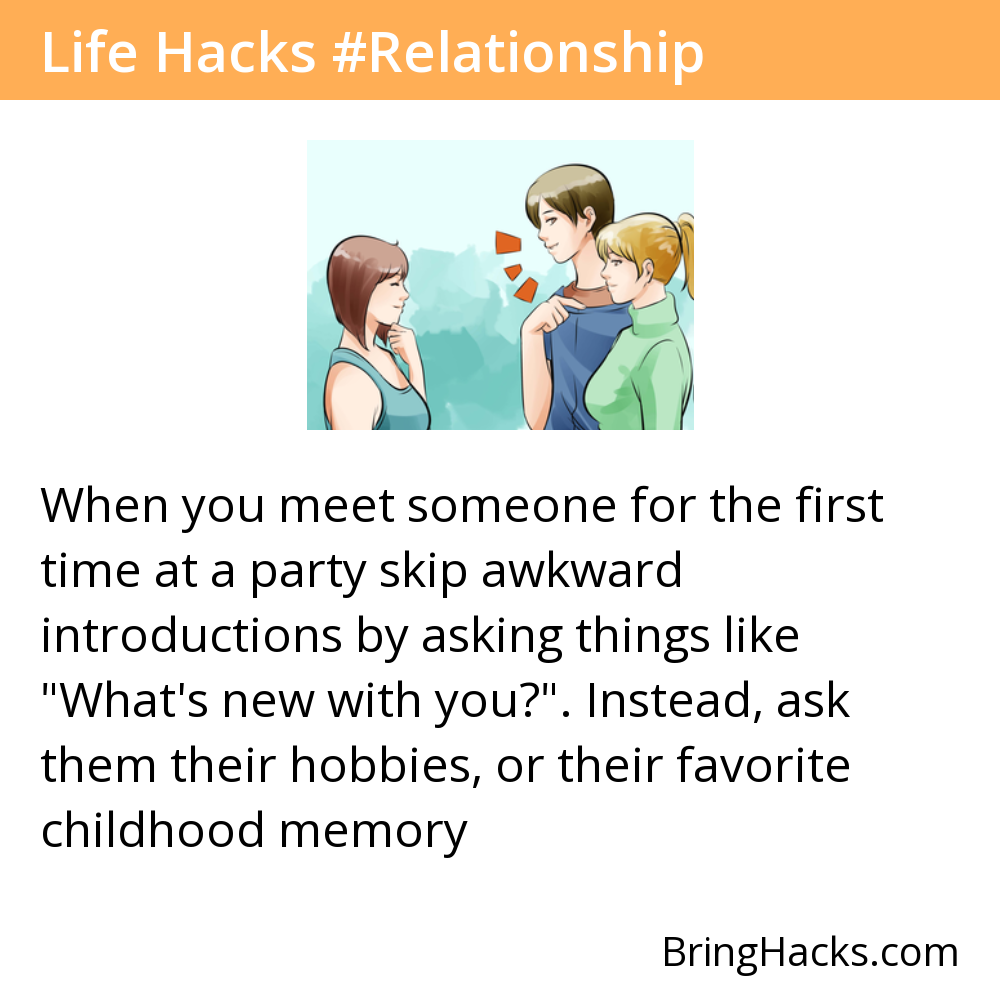 Life Hacks #Relationship
When you meet someone for the first
time at a party skip awkward
introductions by asking things like
"What's new with you?". Instead, ask
them their hobbies, or their favorite
childhood memory
BringHacks.com